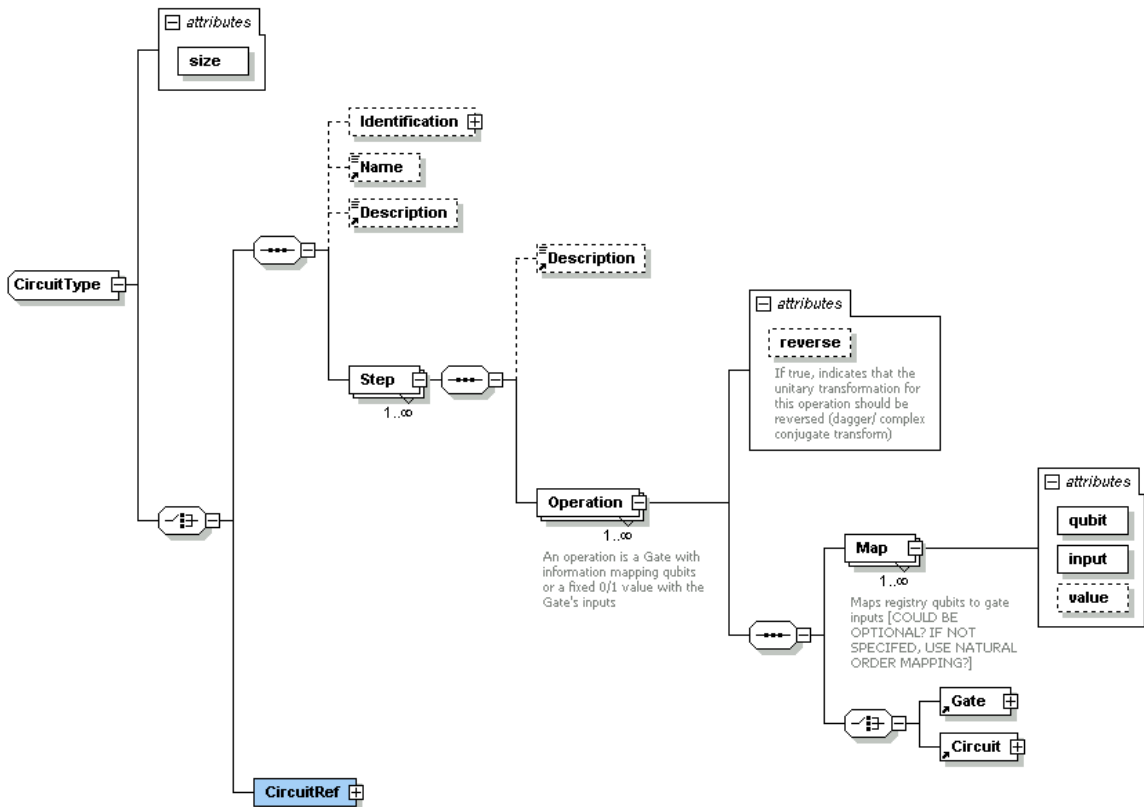 attributes
size
Identification
Name
Description
CircuitType
Description
Step
1..∞
attributes
reverse
If true, indicates that the
unitary transformation for
this operation should be
reversed (dagger/ complex
conjugate transform)
Operation
1..∞
An operation is a Gate with
information mapping qubits
or a fixed 0/1 value with the
Gate's inputs
attributes
qubit
input
value
Map
1..∞
Maps registry qubits to gate
inputs [COULD BE
OPTIONAL? IF NOT
SPECIFED, USE NATURAL
ORDER MAPPING?]
Gate
Circuit
CircuitRef